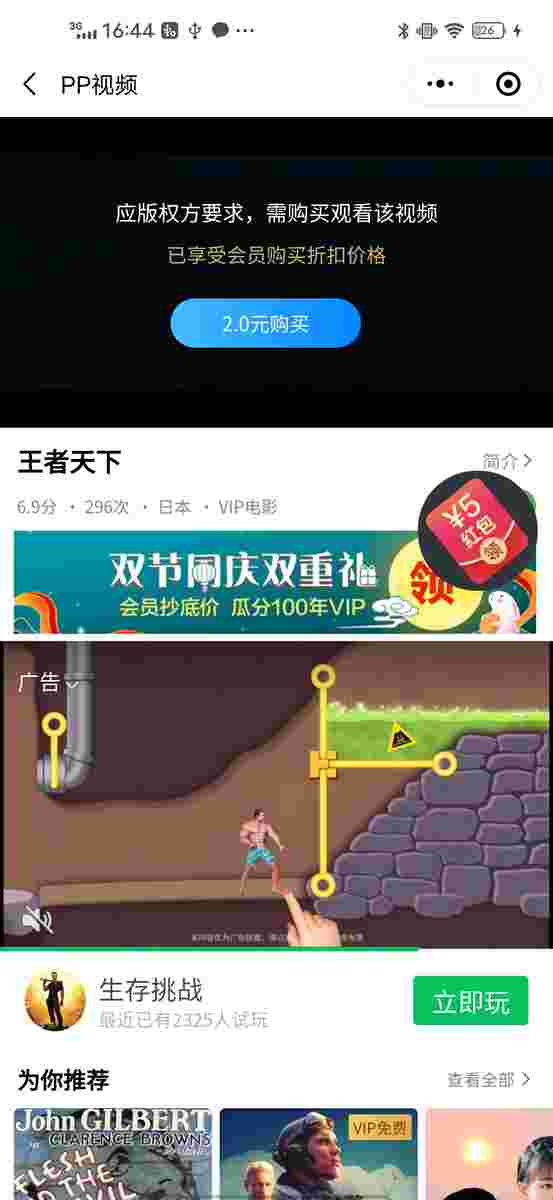 3G 16:44 26
PP视频
应版权方要求，需购买观看该视频
已享受会员购买折扣价格
2.0元购买
王者天下
简介
6.9分 · 296次 · 日本 · VIP电影
¥5
红包
领
双节同庆双重礼
会员抄底价 瓜分100年VIP
领
广告
生存挑战
最近已有2325人试玩
立即玩
为你推荐
查看全部
John GILBERT
CLARENCE BROWN'S
FLESH
AND THE
VIP免费